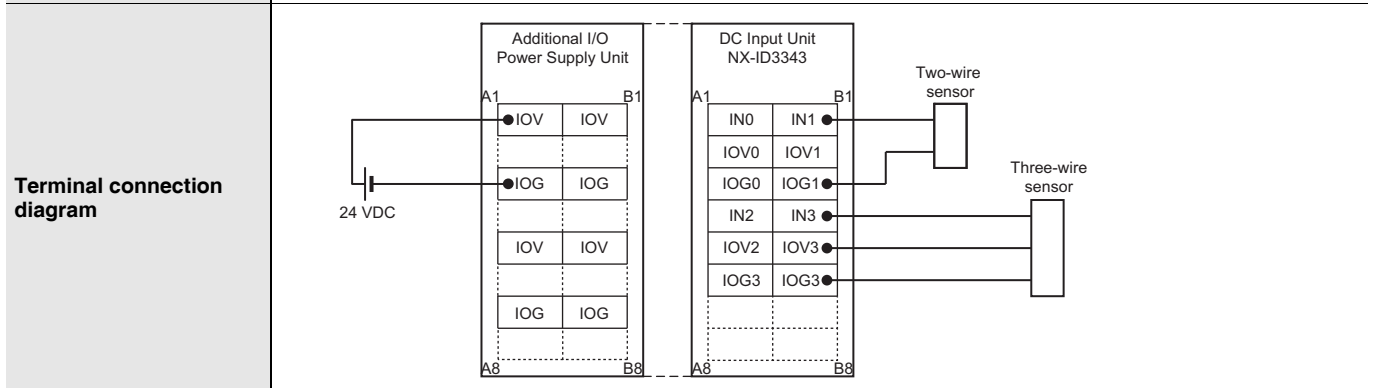 Terminal connection
diagram
Additional I/O
Power Supply Unit
A1 B1
IOV IOV
IOG IOG
IOV IOV
IOG IOG
A8 B8
24 VDC
DC Input Unit
NX-ID3343
A1 B1
IN0 IN1
IOV0 IOV1
IOG0 IOG1
IN2 IN3
IOV2 IOV3
IOG3 IOG3
A8 B8
Two-wire
sensor
Three-wire
sensor